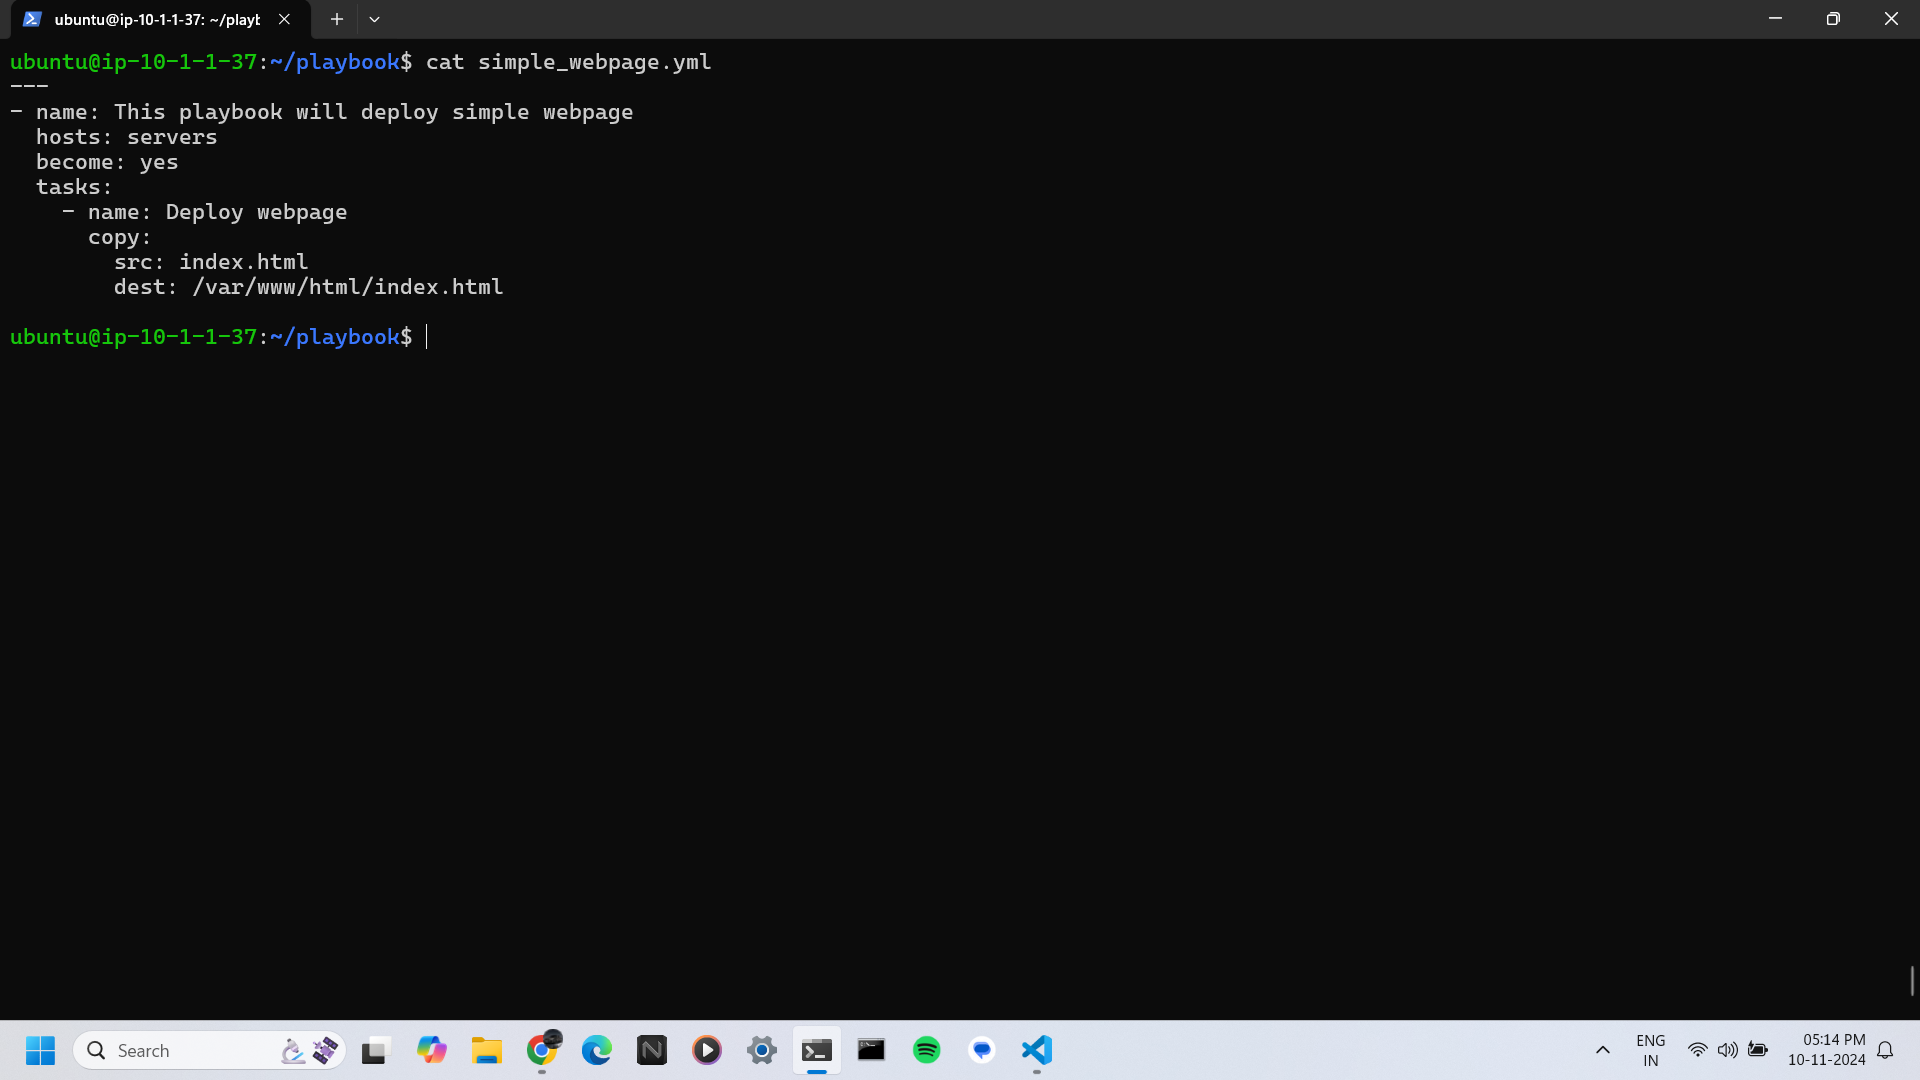 ubuntu@ip-10-1-1-37: ~/playb
ubuntu@ip-10-1-1-37:~/playbook$ cat simple_webpage.yml
---
- name: This playbook will deploy simple webpage
  hosts: servers
  become: yes
  tasks:
    - name: Deploy webpage
      copy:
        src: index.html
        dest: /var/www/html/index.html
ubuntu@ip-10-1-1-37:~/playbook$
Search
ENG
IN
05:14 PM
10-11-2024